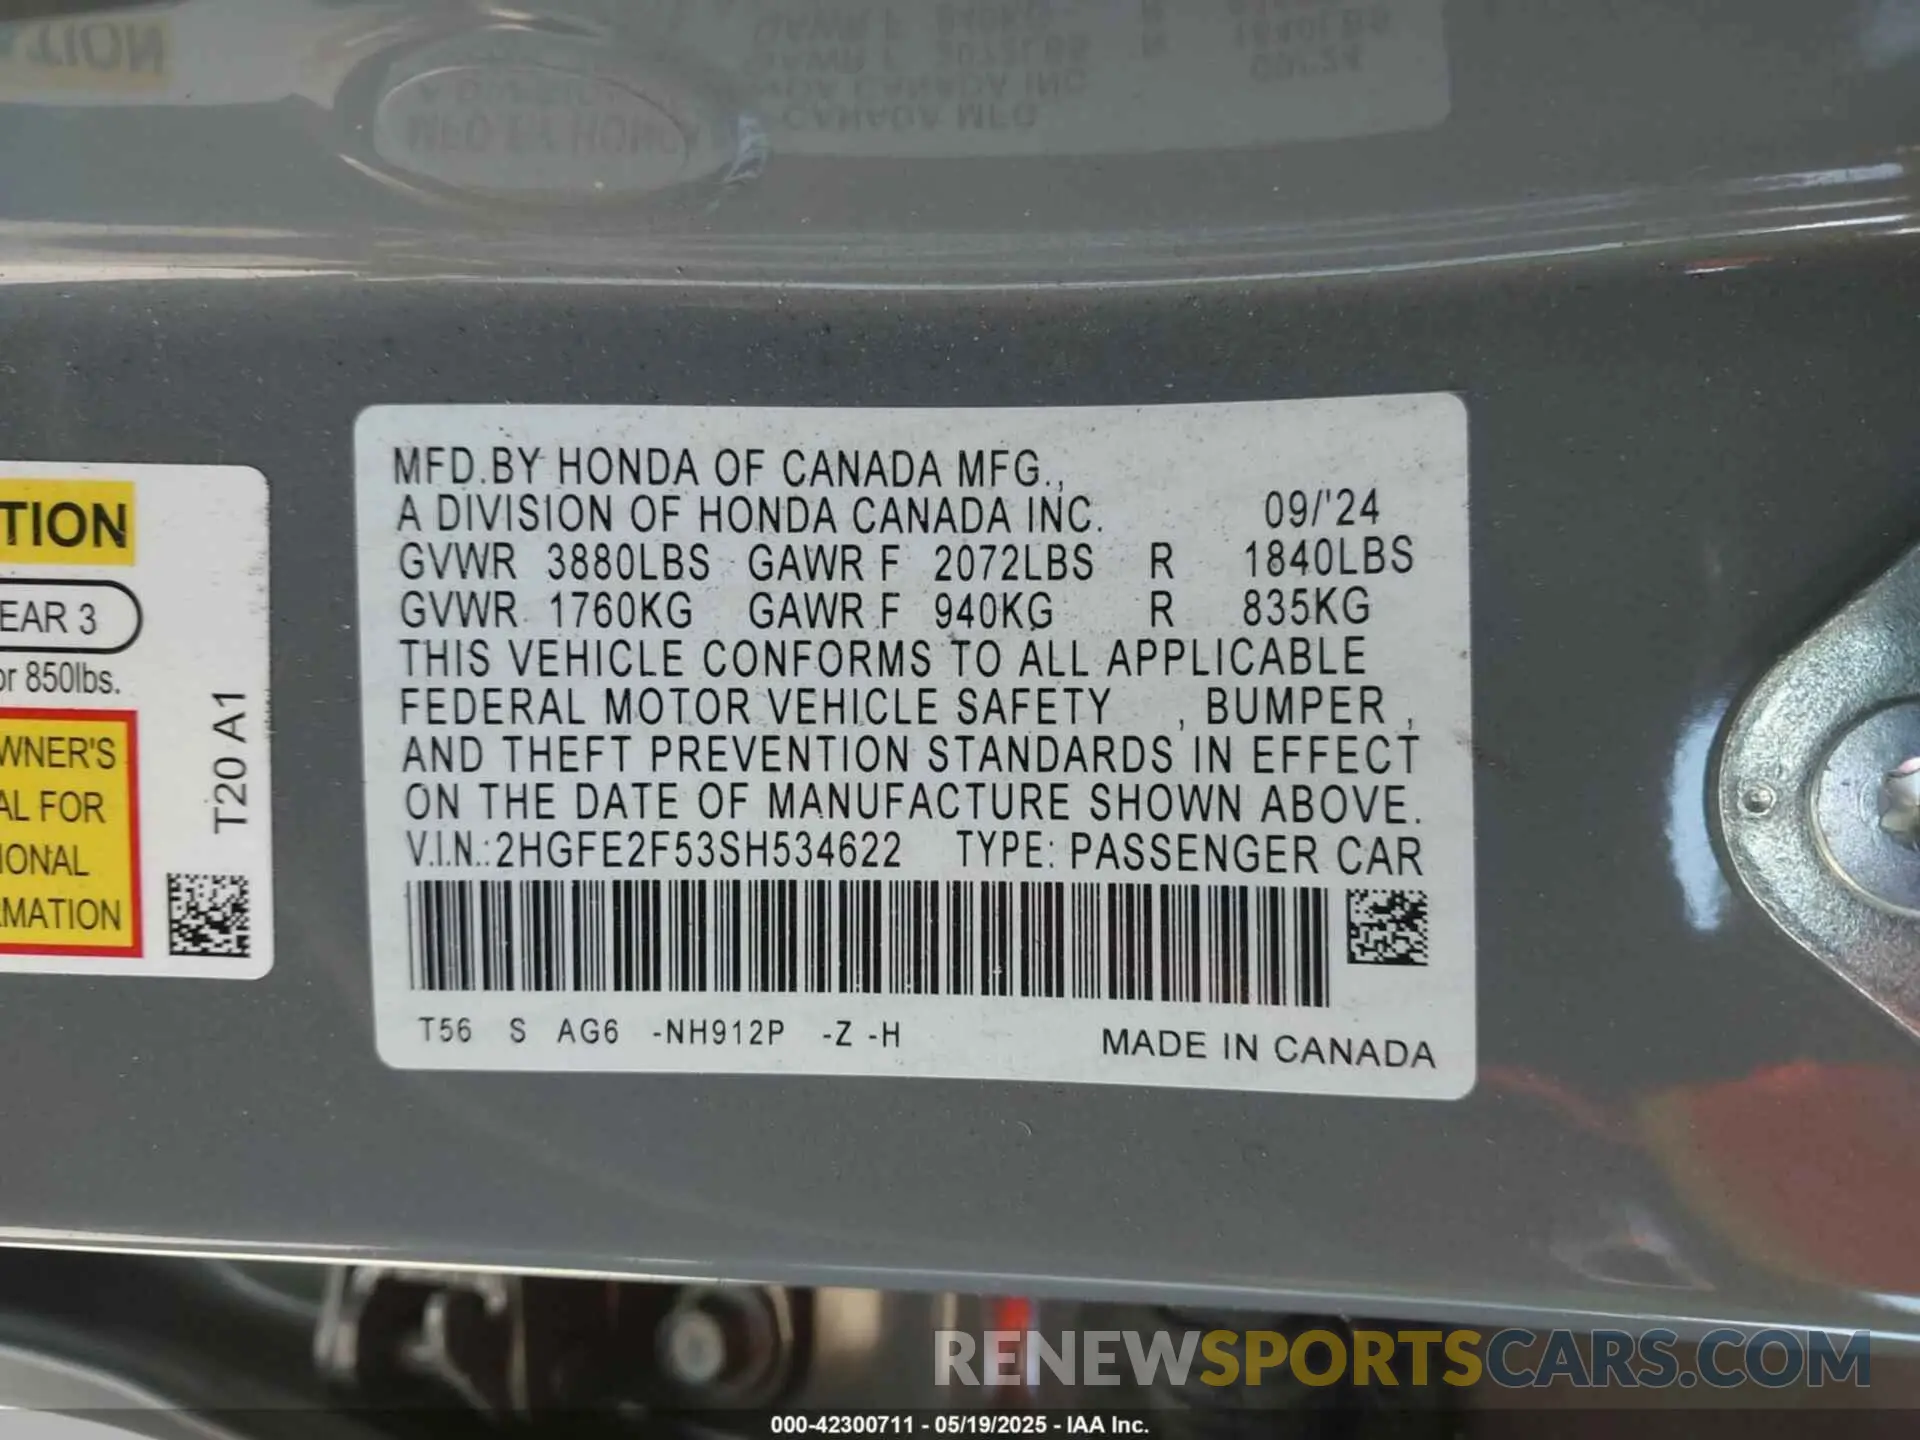 MFD.BY HONDA OF CANADA MFG.,
A DIVISION OF HONDA CANADA INC. 09/'24
GVWR 3880LBS GAWR F 2072LBS R 1840LBS
GVWR 1760KG GAWR F 940KG R 835KG
THIS VEHICLE CONFORMS TO ALL APPLICABLE
FEDERAL MOTOR VEHICLE SAFETY , BUMPER ,
AND THEFT PREVENTION STANDARDS IN EFFECT
ON THE DATE OF MANUFACTURE SHOWN ABOVE.
V.I.N.: 2HGFE2F53SH534622 TYPE: PASSENGER CAR
T56 S AG6 -NH912P -Z -H MADE IN CANADA
TION
EAR 3
or 850lbs.
WNER'S
AL FOR
IONAL
RMATION
T20 A1
RENEWSPORTSCARS.COM
000-42300711 - 05/19/2025 - IAA Inc.